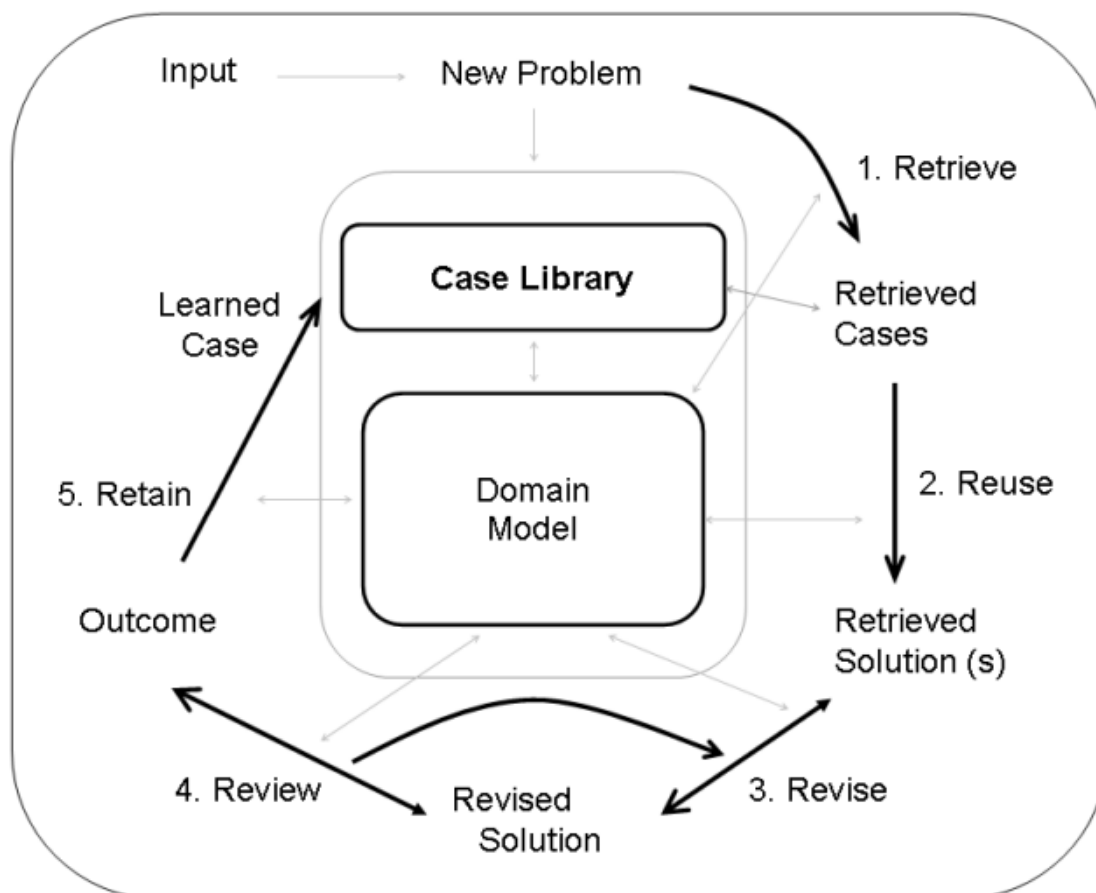 Input
New Problem
1. Retrieve
Case Library
Retrieved
Cases
Learned
Case
Domain
Model
2. Reuse
5. Retain
Outcome
Retrieved
Solution (s)
4. Review
Revised
Solution
3. Revise